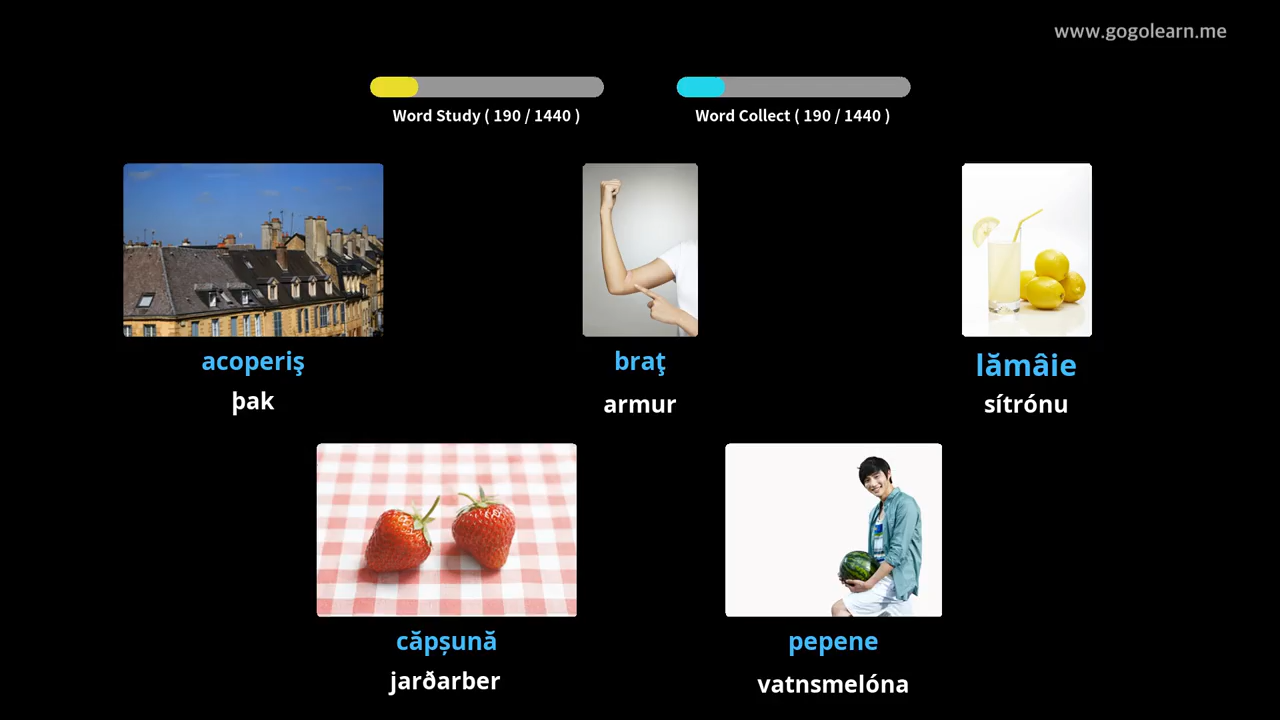 www.gogolearn.me
Word Study ( 190 / 1440 )
Word Collect ( 190 / 1440 )
acoperiş
braţ
lămâie
þak
armur
sítrónu
căpșună
pepene
jarðarber
vatnsmelóna